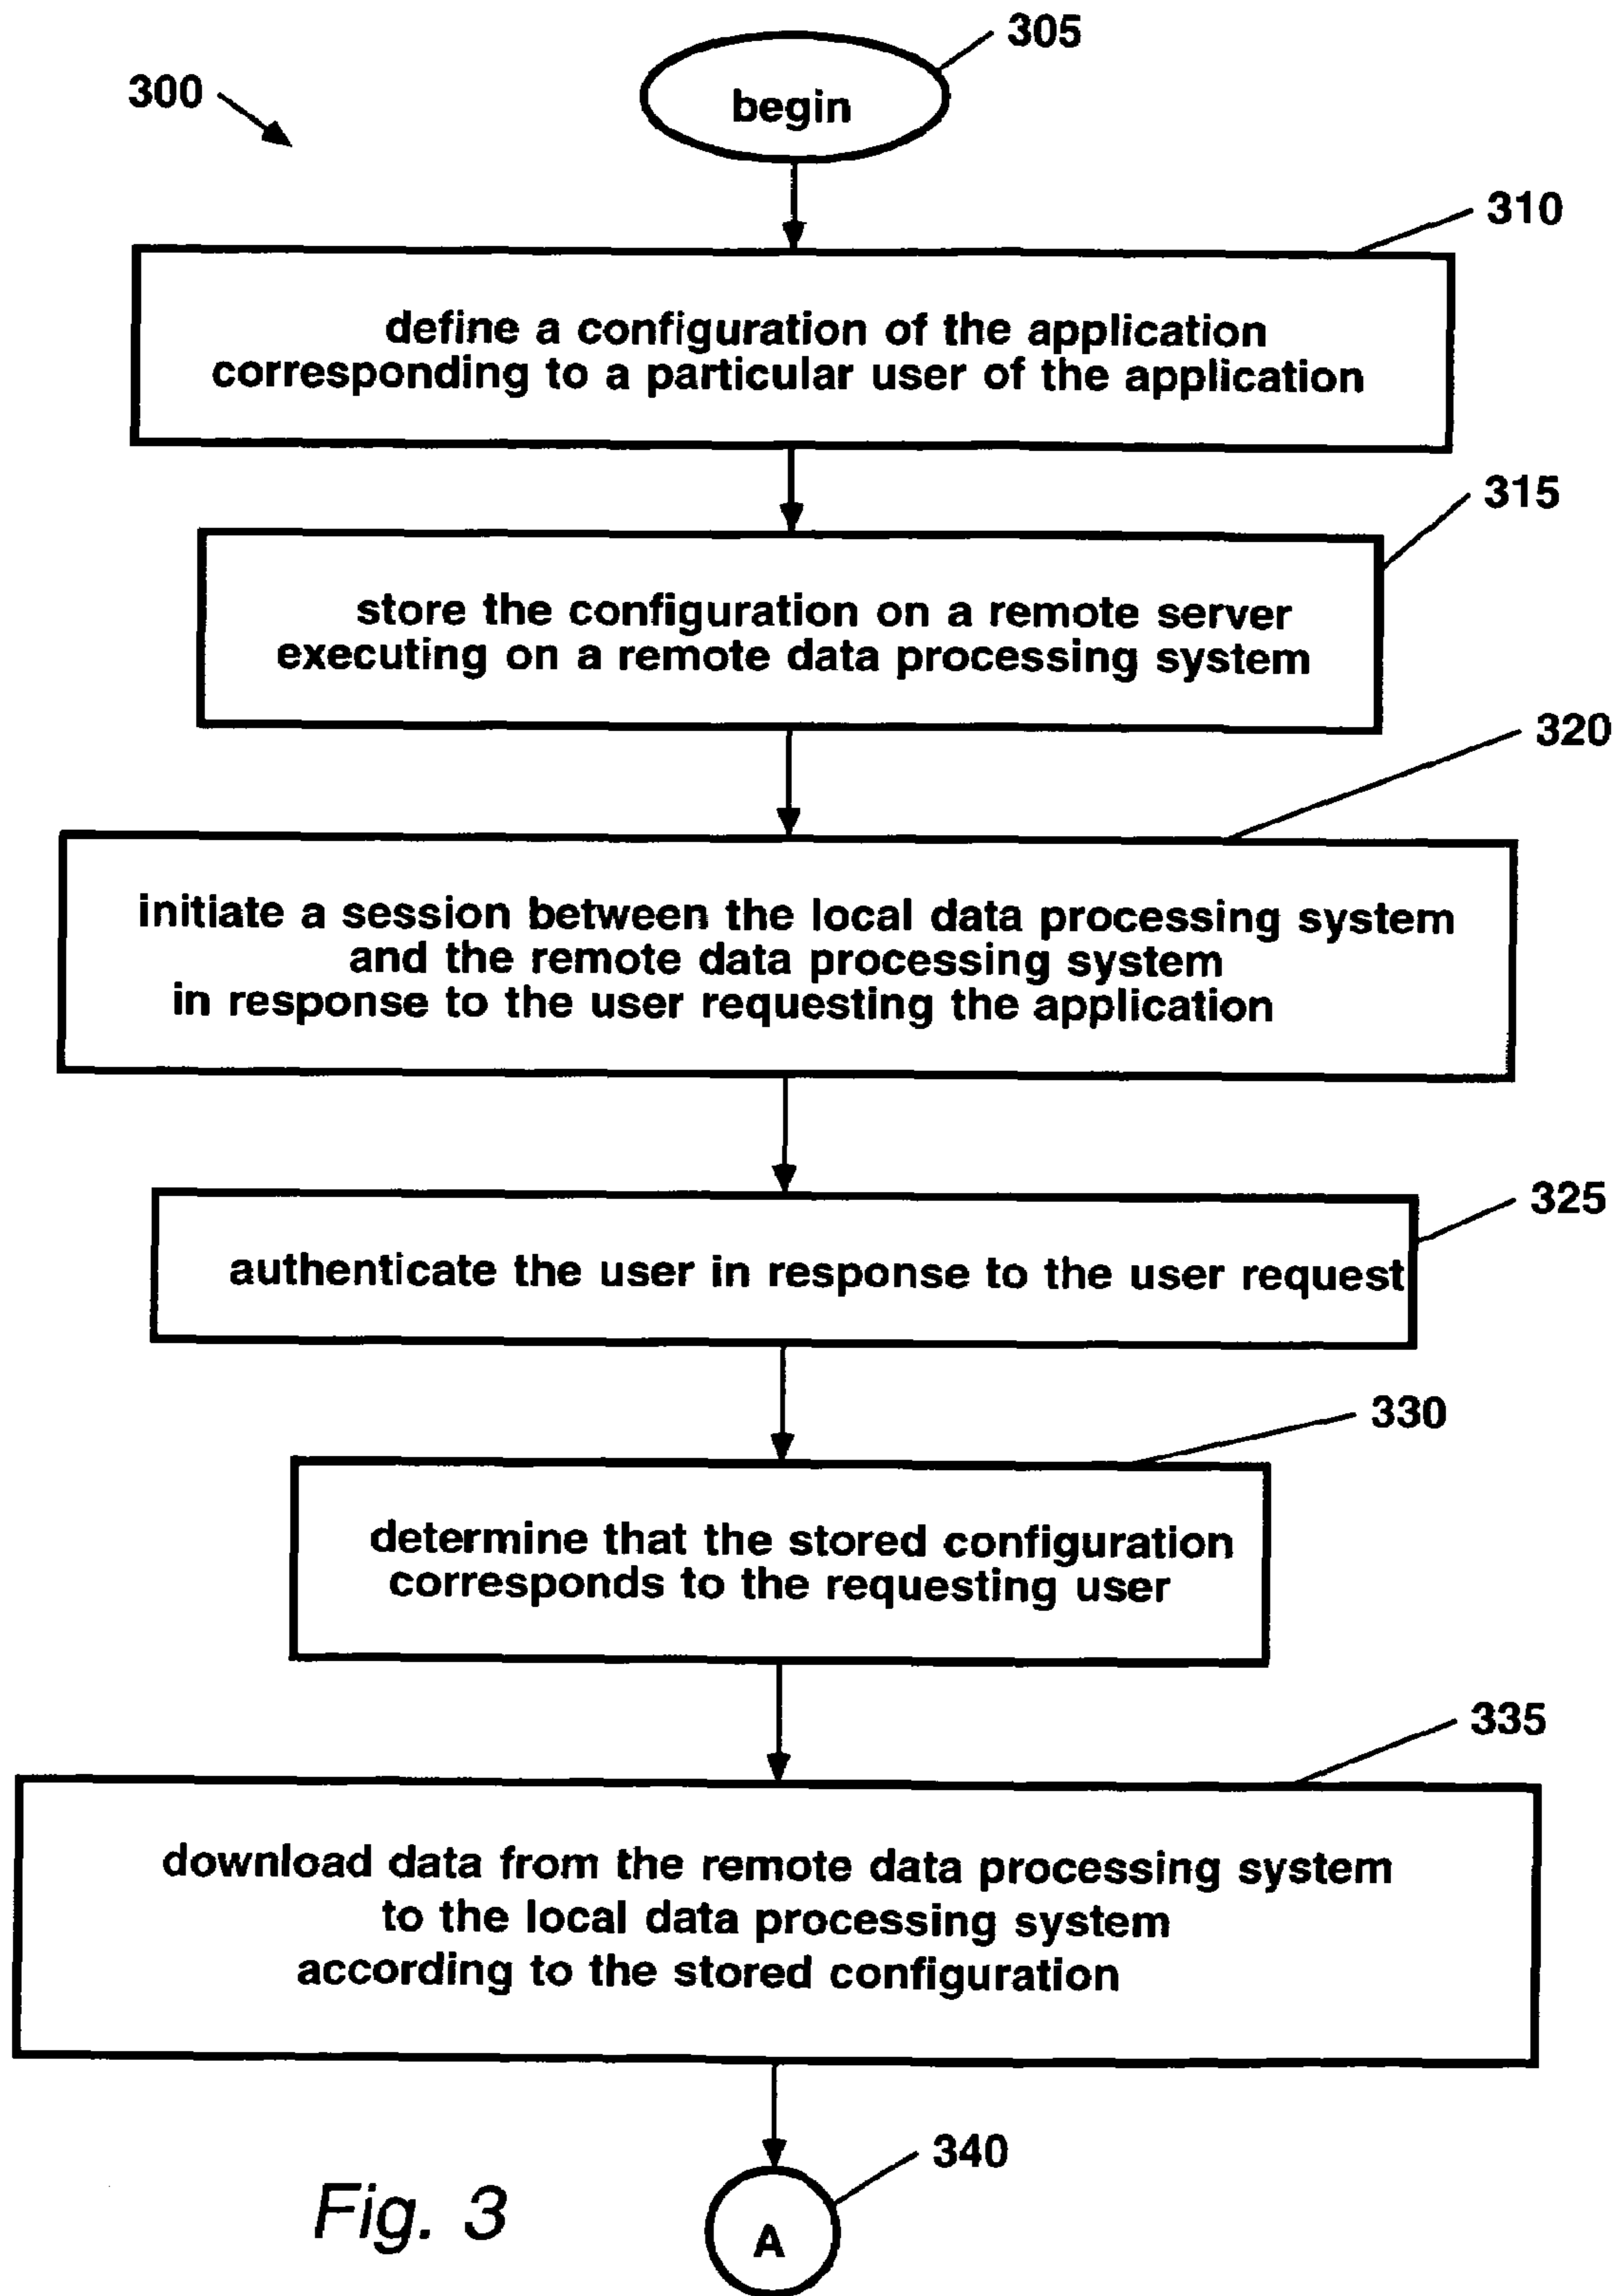 305
300
begin
310
define a configuration of the application
corresponding to a particular user of the application
315
store the configuration on a remote server
executing on a remote data processing system
320
initiate a session between the local data processing system
and the remote data processing system
in response to the user requesting the application
325
authenticate the user in response to the user request
330
determine that the stored configuration
corresponds to the requesting user
335
download data from the remote data processing system
to the local data processing system
according to the stored configuration
340
A
Fig. 3